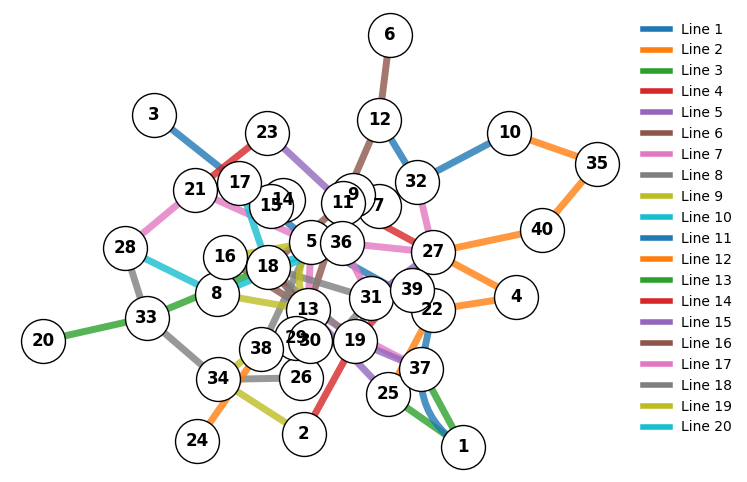 6
3
12
23
10
35
17
21
9
32
15
14
11
7
40
5
36
28
27
16
18
8
39
4
31
13
22
33
20
29
30
19
38
37
34
26
25
2
24
1
Line 1
Line 2
Line 3
Line 4
Line 5
Line 6
Line 7
Line 8
Line 9
Line 10
Line 11
Line 12
Line 13
Line 14
Line 15
Line 16
Line 17
Line 18
Line 19
Line 20